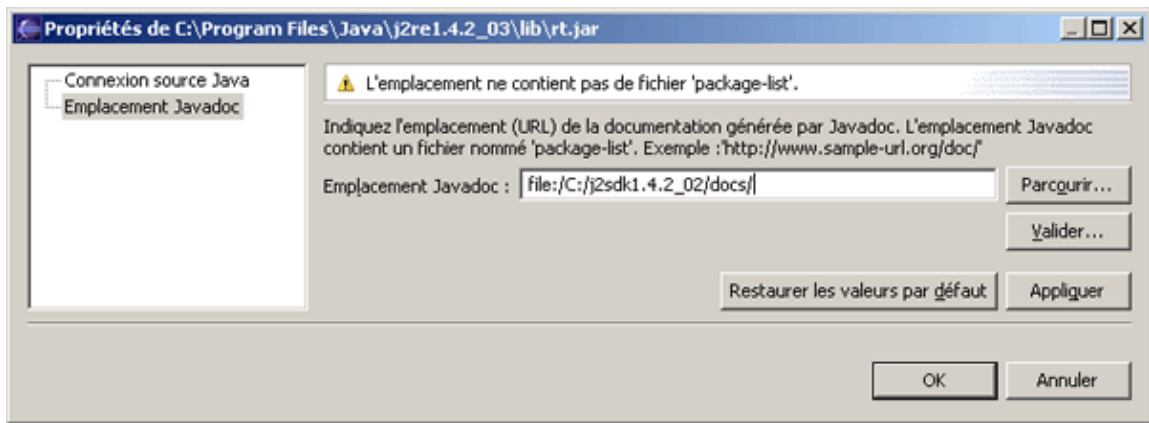 Propriétés de C:\Program Files\Java\j2re1.4.2_03\lib\rt.jar
Connexion source Java
Emplacement Javadoc
L'emplacement ne contient pas de fichier 'package-list'.
Indiquez l'emplacement (URL) de la documentation générée par Javadoc. L'emplacement Javadoc
contient un fichier nommé 'package-list'. Exemple :'http://www.sample-url.org/doc/'
Emplacement Javadoc : file:/C:/j2sdk1.4.2_02/docs/ Parcourir...
Valider...
Restaurer les valeurs par défaut Appliquer
OK Annuler